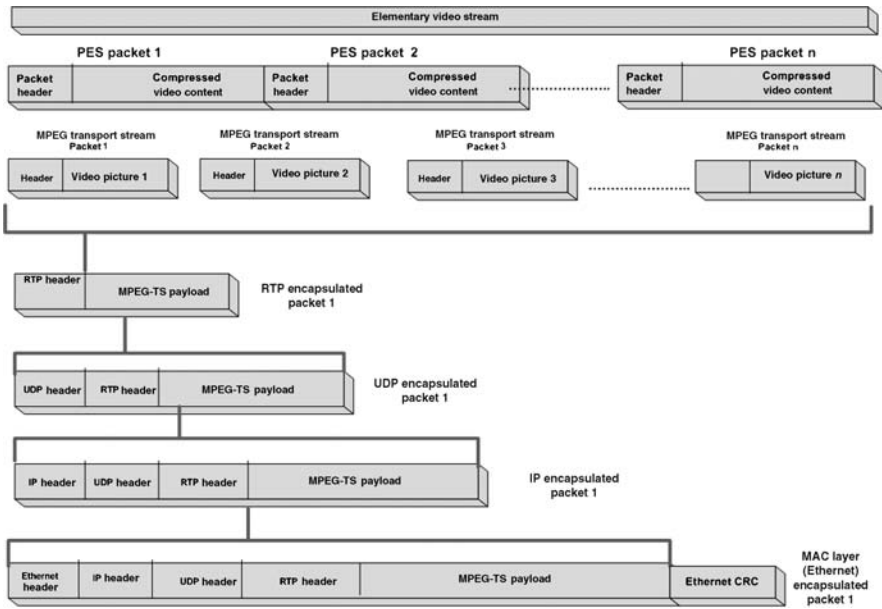 Elementary video stream
PES packet 1
PES packet 2
PES packet n
Packet header
Compressed video content
Packet header
Compressed video content
Packet header
Compressed video content
MPEG transport stream
Packet 1
MPEG transport stream
Packet 2
MPEG transport stream
Packet 3
MPEG transport stream
Packet n
Header
Video picture 1
Header
Video picture 2
Header
Video picture 3
Video picture n
RTP header
MPEG-TS payload
RTP encapsulated
packet 1
UDP header
RTP header
MPEG-TS payload
UDP encapsulated
packet 1
IP header
UDP header
RTP header
MPEG-TS payload
IP encapsulated
packet 1
Ethernet
header
IP header
UDP header
RTP header
MPEG-TS payload
Ethernet CRC
MAC layer
(Ethernet)
encapsulated
packet 1